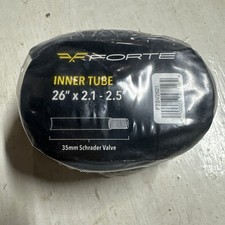 FORTE
INNER TUBE
26" x 2.1 - 2.5"
35mm Schrader Valve